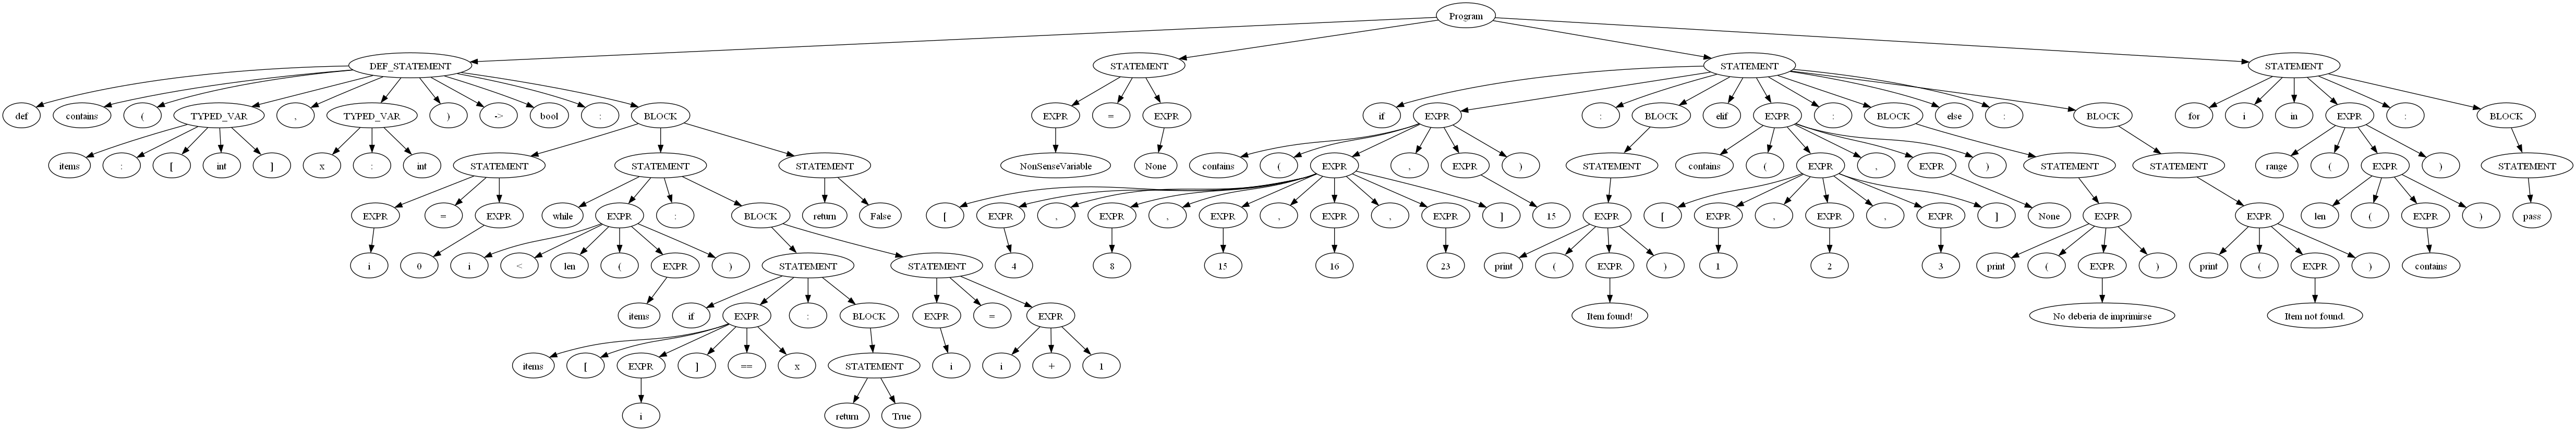 Program
DEF_STATEMENT STATEMENT STATEMENT STATEMENT
def contains ( TYPED_VAR , TYPED_VAR ) -> bool : BLOCK EXPR = EXPR if EXPR : BLOCK elif EXPR : BLOCK else : BLOCK for i in EXPR : BLOCK
items : [ int ] x : int STATEMENT STATEMENT STATEMENT NonSenseVariable None contains ( EXPR , EXPR ) STATEMENT contains ( EXPR , EXPR ) STATEMENT STATEMENT range ( EXPR ) STATEMENT
EXPR = EXPR while EXPR : BLOCK return False [ EXPR , EXPR , EXPR , EXPR , EXPR ] 15 EXPR [ EXPR , EXPR , EXPR ] None EXPR EXPR len ( EXPR ) pass
i 0 i < len ( EXPR ) STATEMENT STATEMENT 4 8 15 16 23 print ( EXPR ) 1 2 3 print ( EXPR ) print ( EXPR ) contains
items if EXPR : BLOCK EXPR = EXPR Item found! No deberia de imprimirse Item not found.
items [ EXPR ] == x STATEMENT i i + 1
i return True